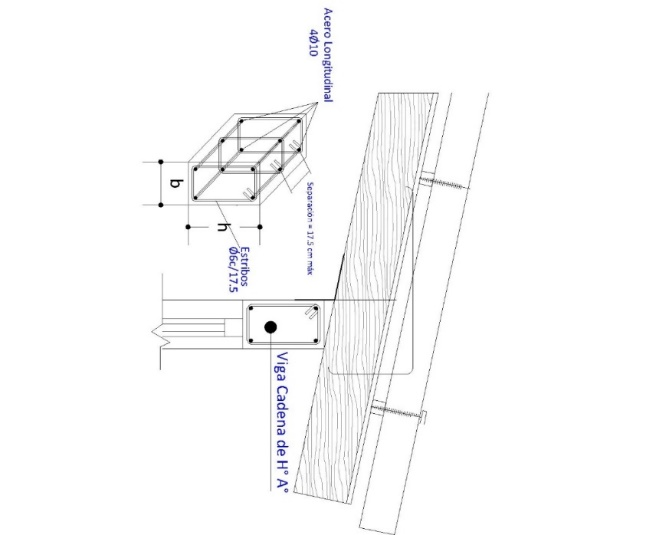 Acero Longitudinal
4Ø10
Separación = 17.5 cm máx
b
h
Estribos
Ø6c/17.5
Viga Cadena de H° A°